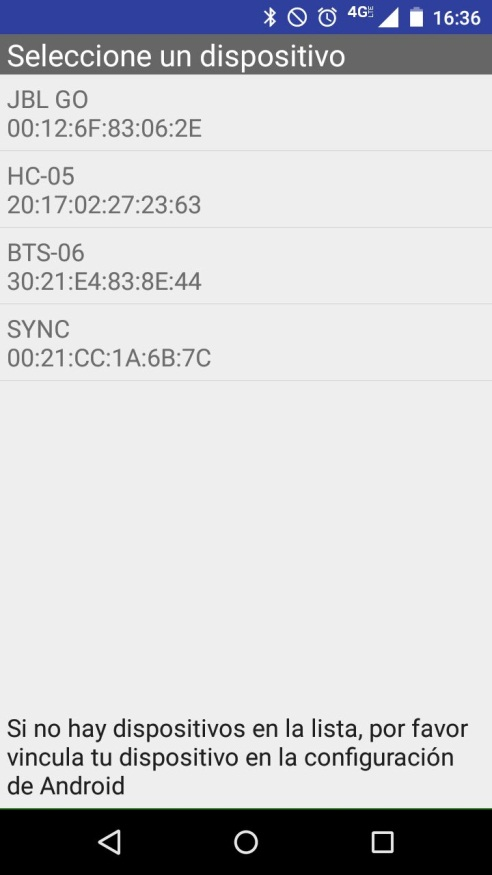 4G LTE 16:36
Seleccione un dispositivo
JBL GO
00:12:6F:83:06:2E
HC-05
20:17:02:27:23:63
BTS-06
30:21:E4:83:8E:44
SYNC
00:21:CC:1A:6B:7C
Si no hay dispositivos en la lista, por favor
vincula tu dispositivo en la configuración
de Android